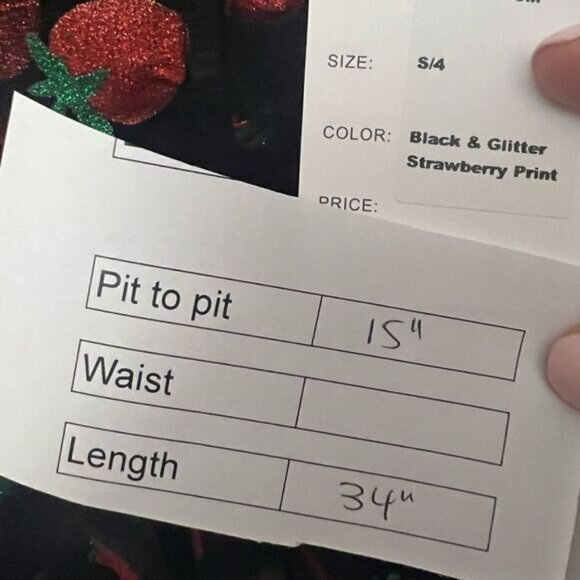 SIZE: S/4
COLOR: Black & Glitter
Strawberry Print
PRICE:
Pit to pit 15"
Waist
Length 34"